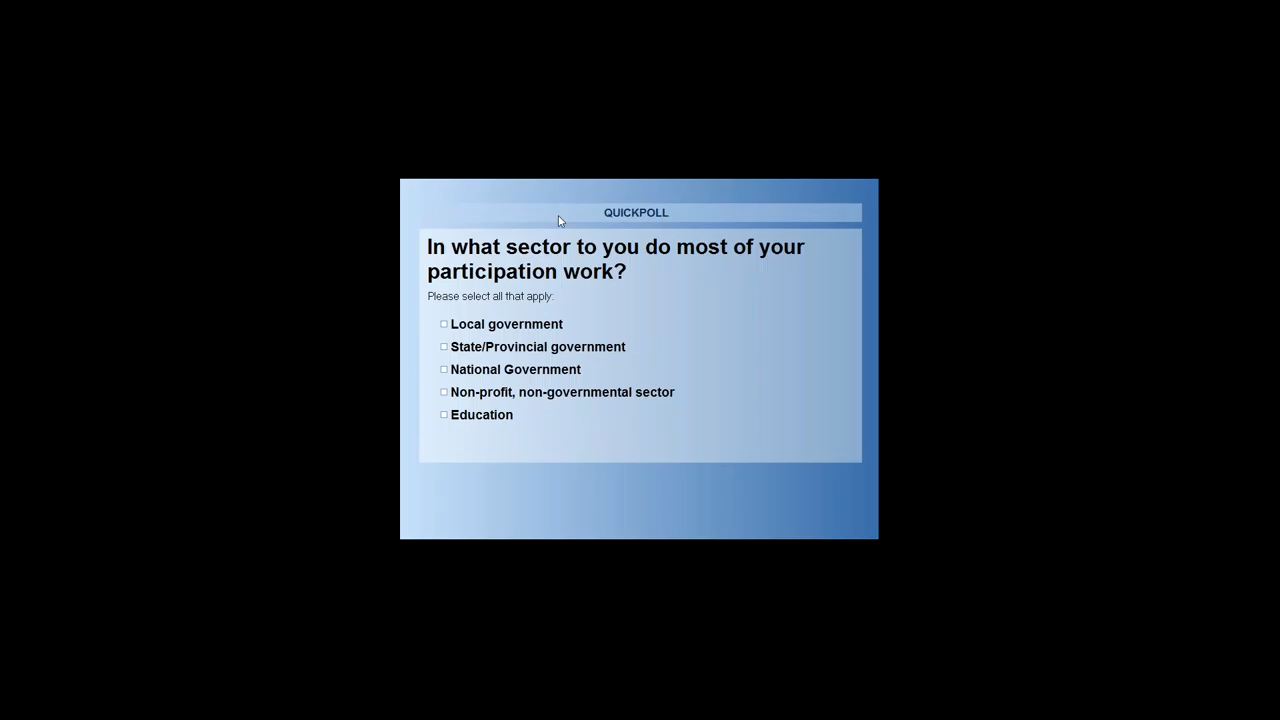 QUICKPOLL
In what sector to you do most of your
participation work?
Please select all that apply:
Local government
State/Provincial government
National Government
Non-profit, non-governmental sector
Education